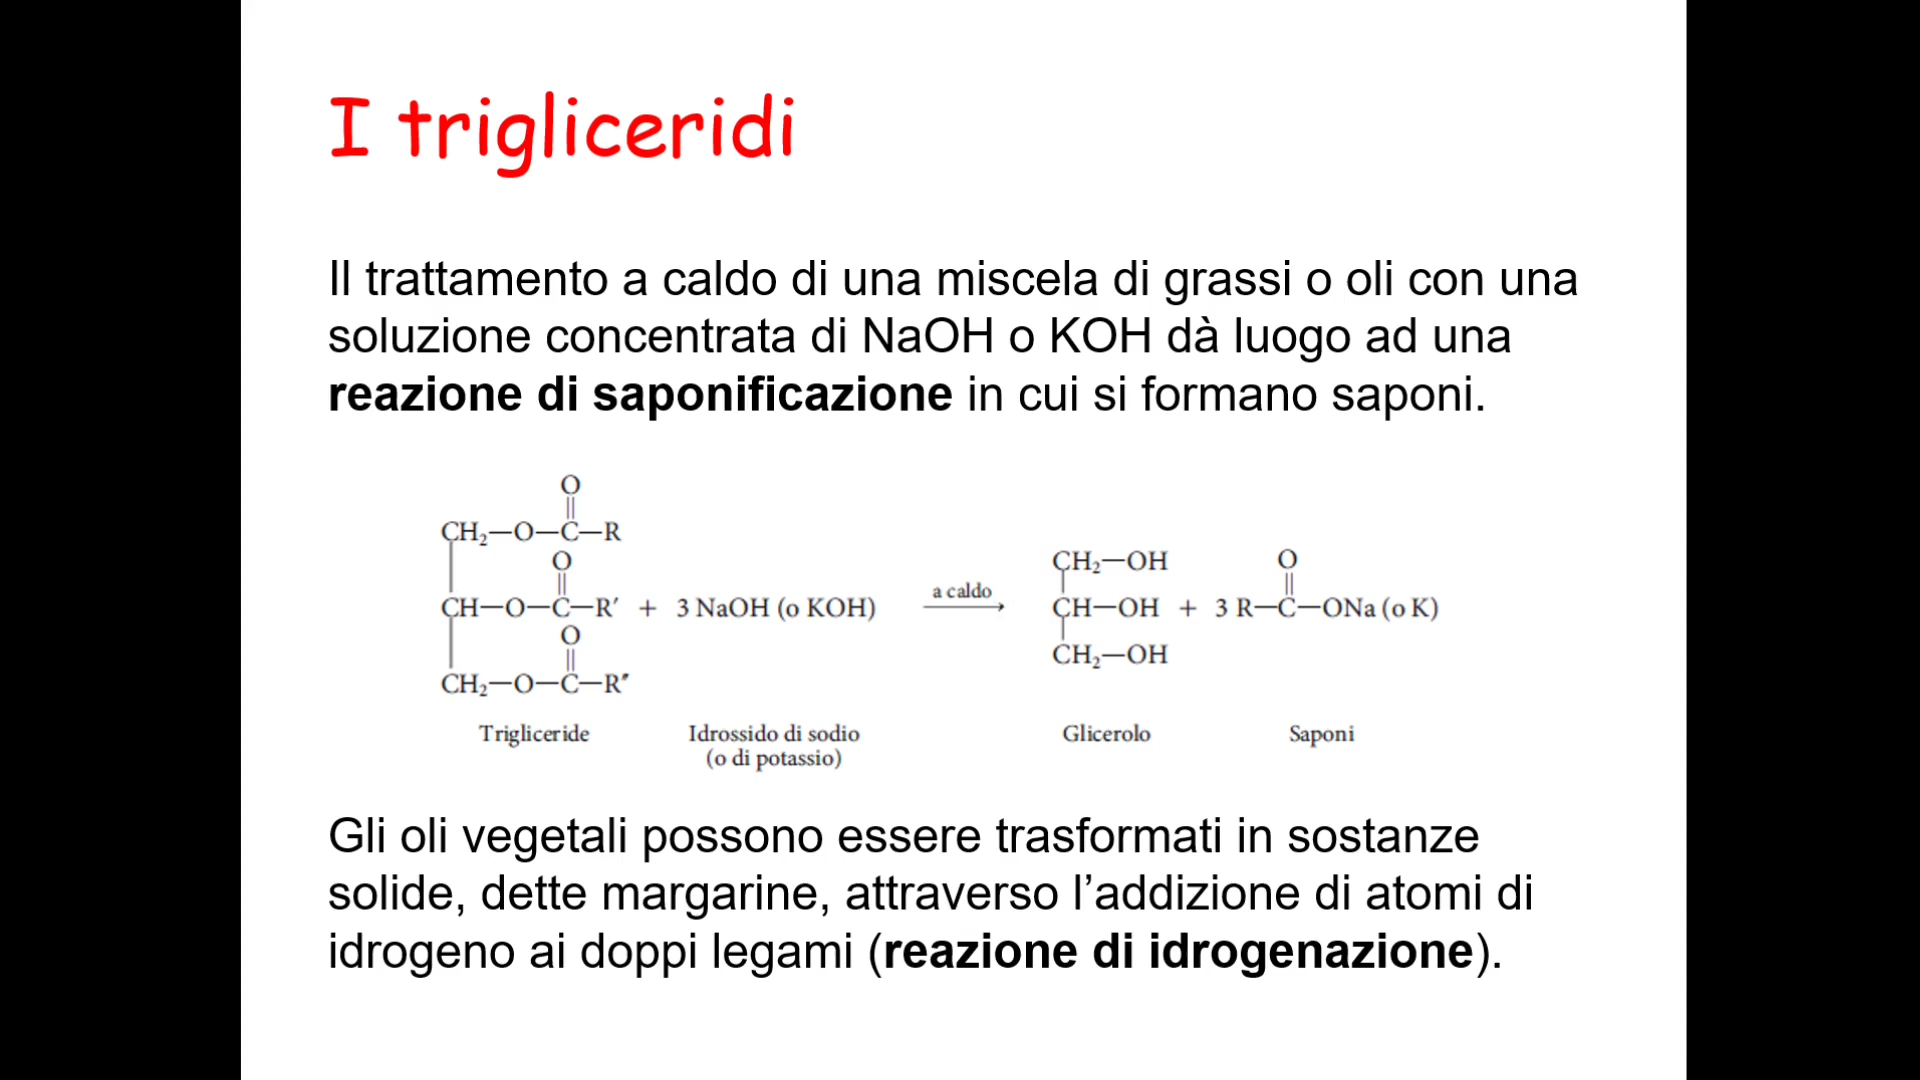 I trigliceridi
Il trattamento a caldo di una miscela di grassi o oli con una
soluzione concentrata di NaOH o KOH dà luogo ad una
reazione di saponificazione in cui si formano saponi.
O
CH₂—O—C—R
O
CH—O—C—R′ + 3 NaOH (o KOH)
O
CH₂—O—C—R″
a caldo
CH₂—OH
O
CH—OH + 3 R—C—ONa (o K)
CH₂—OH
Trigliceride
Idrossido di sodio
(o di potassio)
Glicerolo
Saponi
Gli oli vegetali possono essere trasformati in sostanze
solide, dette margarine, attraverso l’addizione di atomi di
idrogeno ai doppi legami (reazione di idrogenazione).